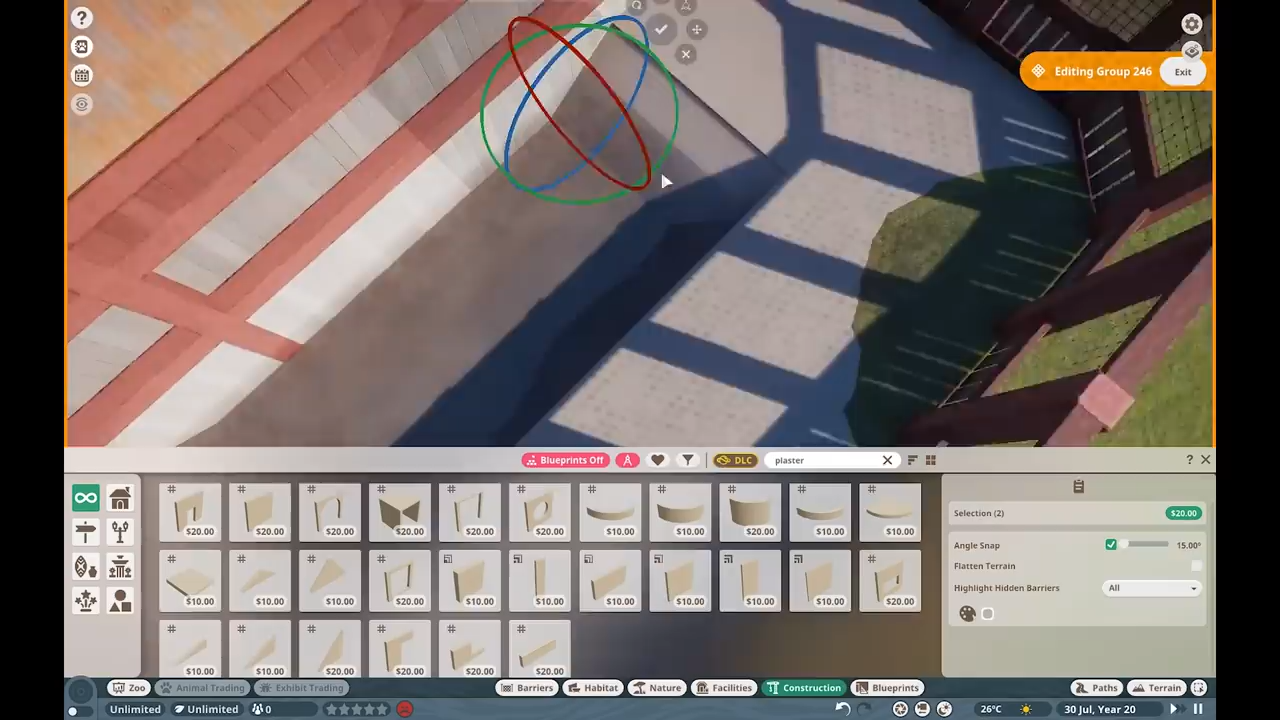 ?
Editing Group 246 Exit
Blueprints Off DLC plaster
? ×
$20.00 $20.00 $20.00 $20.00 $20.00 $20.00 $10.00 $10.00 $20.00 $10.00 $10.00
$10.00 $10.00 $10.00 $20.00 $10.00 $10.00 $10.00 $10.00 $10.00 $10.00 $20.00
$10.00 $10.00 $20.00 $20.00 $20.00 $20.00
Selection (2) $20.00
Angle Snap 15.00°
Flatten Terrain
Highlight Hidden Barriers All
Zoo Animal Trading Exhibit Trading Barriers Habitat Nature Facilities Construction Blueprints Paths Terrain
Unlimited Unlimited 0 26°C 30 Jul, Year 20